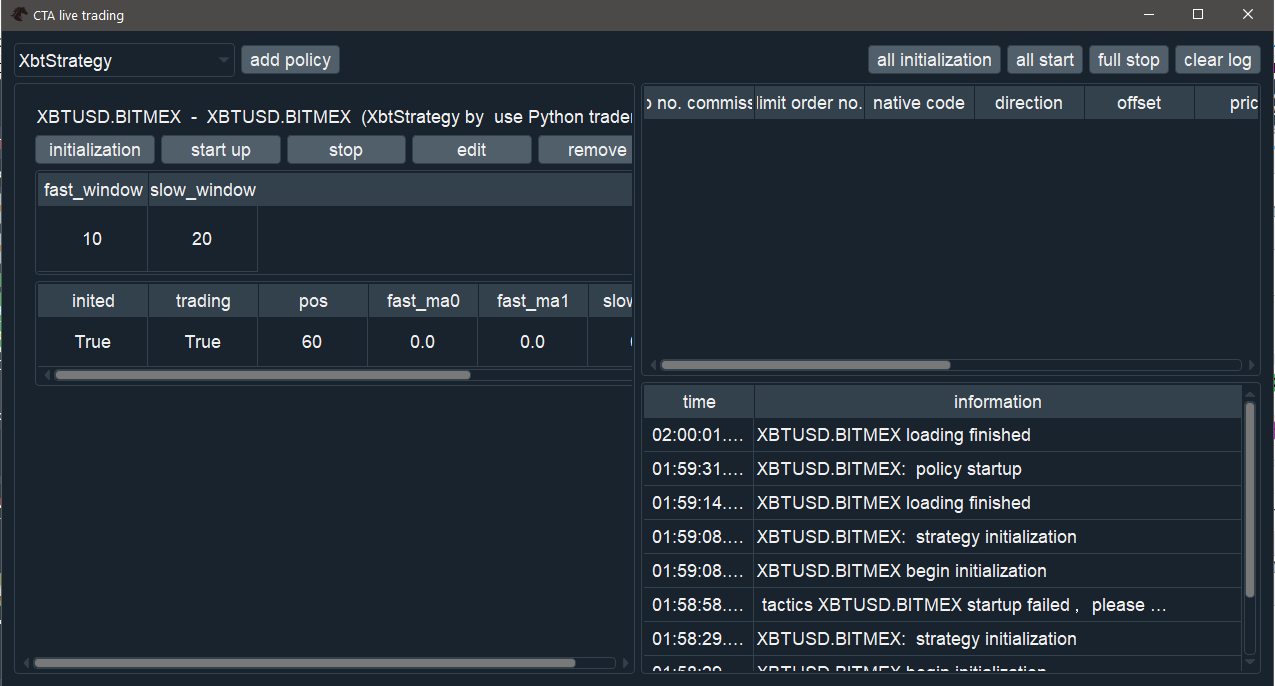 CTA live trading
XbtStrategy
add policy
all initialization
all start
full stop
clear log
XBTUSD.BITMEX - XBTUSD.BITMEX (XbtStrategy by use Python trader
initialization
start up
stop
edit
remove
fast_window
slow_window
10
20
inited
trading
pos
fast_ma0
fast_ma1
slow
True
True
60
0.0
0.0
no. commiss
limit order no.
native code
direction
offset
pric
time
information
02:00:01....
XBTUSD.BITMEX loading finished
01:59:31....
XBTUSD.BITMEX: policy startup
01:59:14....
XBTUSD.BITMEX loading finished
01:59:08....
XBTUSD.BITMEX: strategy initialization
01:59:08....
XBTUSD.BITMEX begin initialization
01:58:58....
tactics XBTUSD.BITMEX startup failed , please ...
01:58:29....
XBTUSD.BITMEX: strategy initialization
01:58:29....
XBTUSD.BITMEX begin initialization